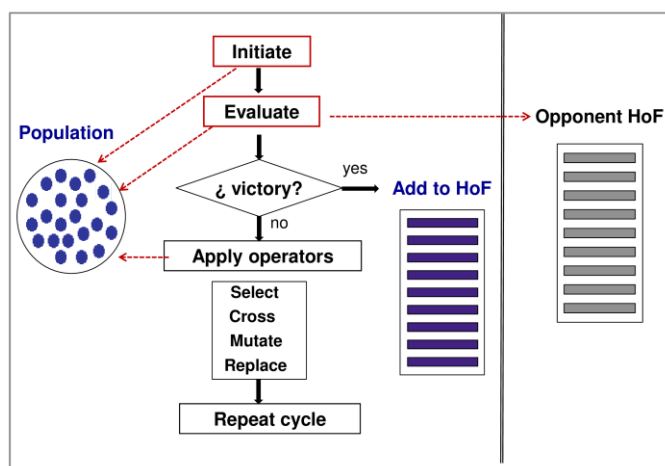 Initiate
Evaluate
Opponent HoF
Population
yes
¿ victory?
Add to HoF
no
Apply operators
Select
Cross
Mutate
Replace
Repeat cycle